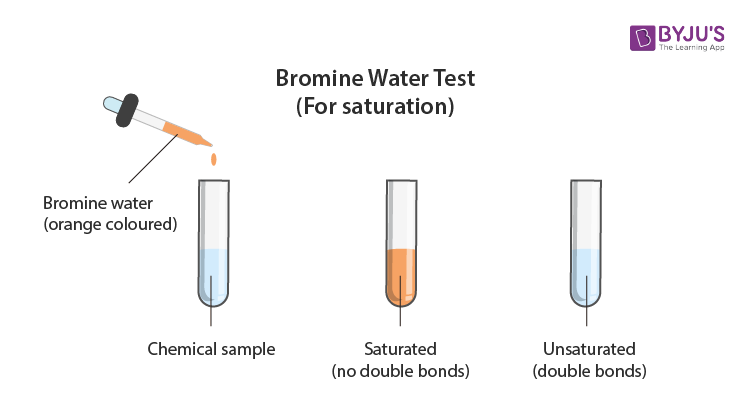 BYJU'S
The Learning App
Bromine Water Test
(For saturation)
Bromine water
(orange coloured)
Chemical sample
Saturated
(no double bonds)
Unsaturated
(double bonds)